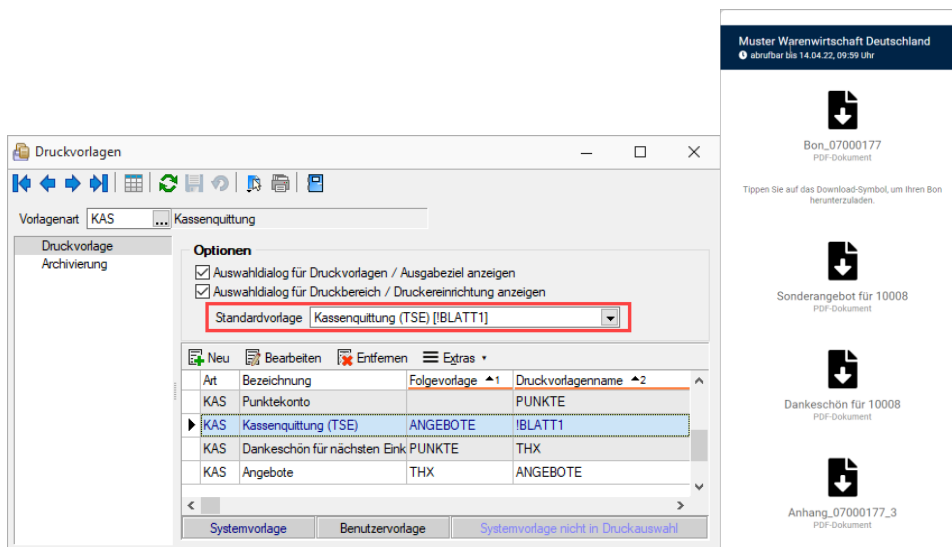 Druckvorlagen
Vorlagenart KAS ... Kassenquittung
Druckvorlage
Archivierung
Optionen
Auswahldialog für Druckvorlagen / Ausgabeziel anzeigen
Auswahldialog für Druckbereich / Druckereinrichtung anzeigen
Standardvorlage Kassenquittung (TSE) [!BLATT1]
Neu Bearbeiten Entfernen Extras
Art Bezeichnung Folgevorlage 1 Druckvorlagenname 2
KAS Punktekonto PUNKTE
KAS Kassenquittung (TSE) ANGEBOTE !BLATT1
KAS Dankeschön für nächsten Eink PUNKTE THX
KAS Angebote THX ANGEBOTE
Systemvorlage Benutzervorlage Systemvorlage nicht in Druckauswahl
Muster Warenwirtschaft Deutschland
abrufbar bis 14.04.22, 09:59 Uhr
Bon_07000177
PDF-Dokument
Tippen Sie auf das Download-Symbol, um Ihren Bon
herunterzuladen.
Sonderangebot für 10008
PDF-Dokument
Dankeschön für 10008
PDF-Dokument
Anhang_07000177_3
PDF-Dokument